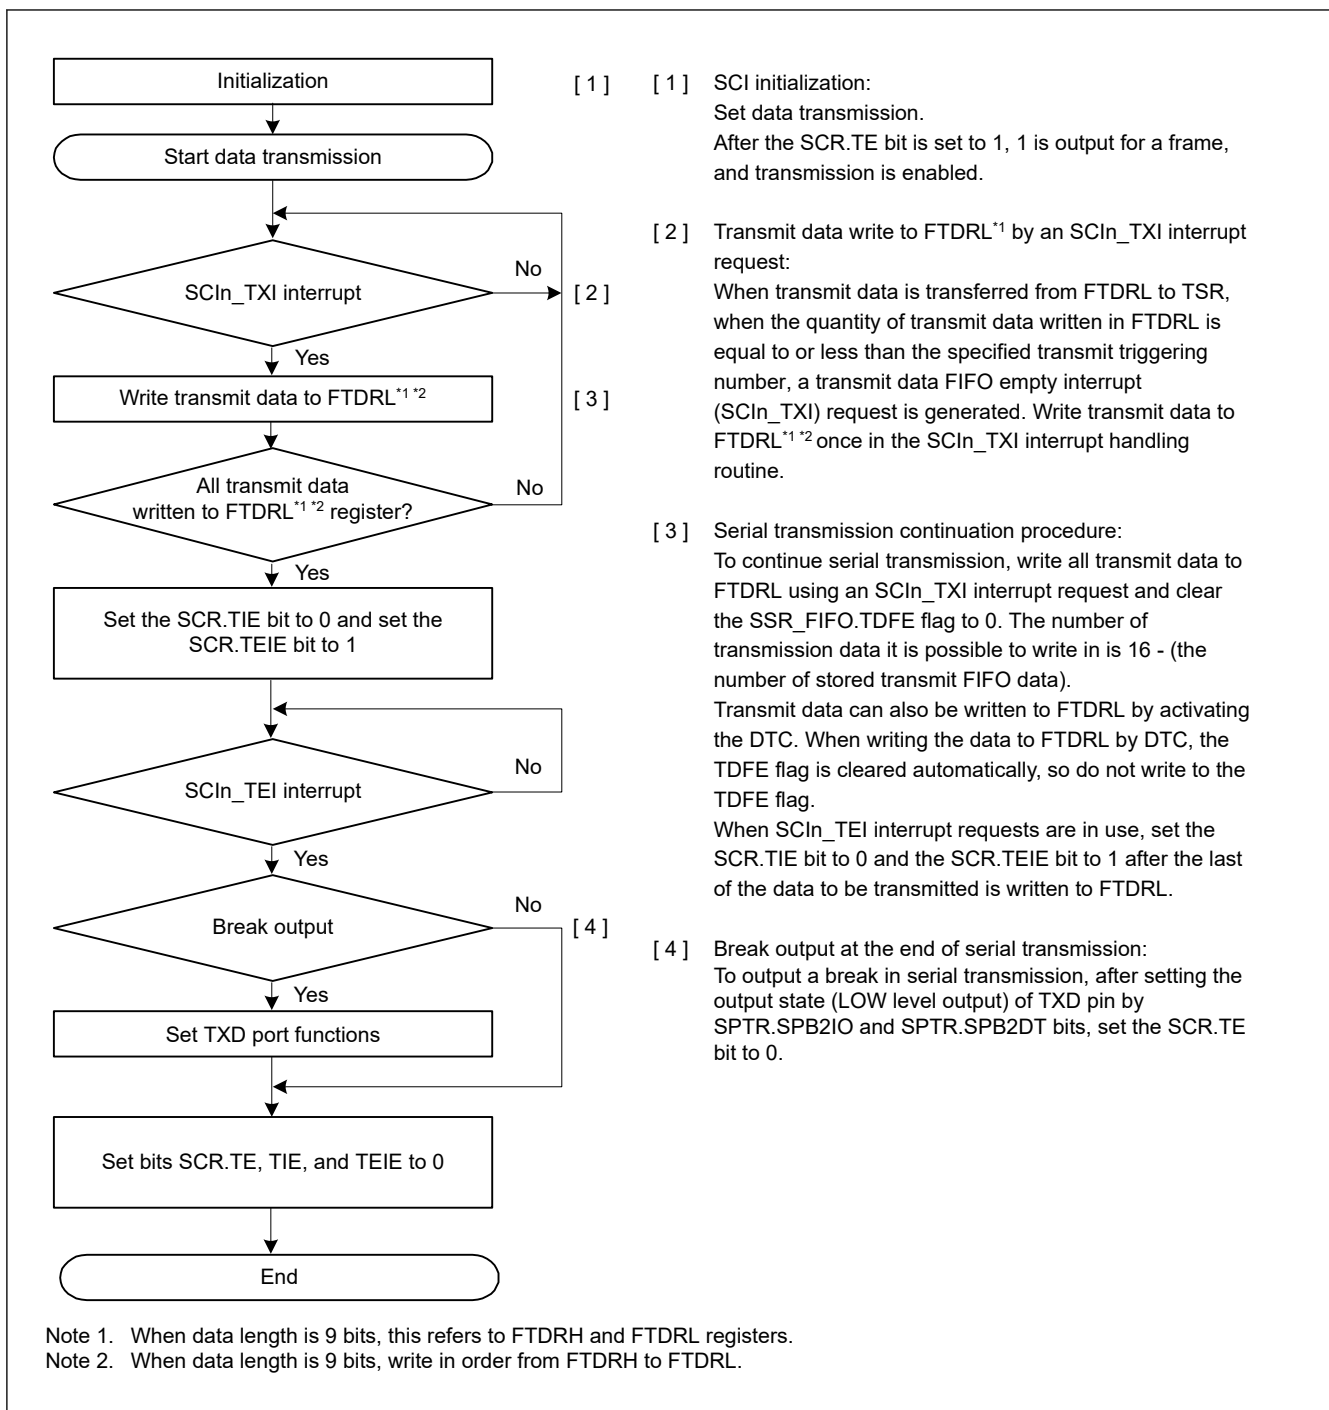 Initialization
[ 1 ]
Start data transmission
SCIn_TXI interrupt
No
[ 2 ]
Yes
Write transmit data to FTDRL*1 *2
[ 3 ]
All transmit data
written to FTDRL*1 *2 register?
No
Yes
Set the SCR.TIE bit to 0 and set the
SCR.TEIE bit to 1
SCIn_TEI interrupt
No
Yes
Break output
No
[ 4 ]
Yes
Set TXD port functions
Set bits SCR.TE, TIE, and TEIE to 0
End
[ 1 ] SCI initialization:
Set data transmission.
After the SCR.TE bit is set to 1, 1 is output for a frame,
and transmission is enabled.
[ 2 ] Transmit data write to FTDRL*1 by an SCIn_TXI interrupt
request:
When transmit data is transferred from FTDRL to TSR,
when the quantity of transmit data written in FTDRL is
equal to or less than the specified transmit triggering
number, a transmit data FIFO empty interrupt
(SCIn_TXI) request is generated. Write transmit data to
FTDRL*1 *2 once in the SCIn_TXI interrupt handling
routine.
[ 3 ] Serial transmission continuation procedure:
To continue serial transmission, write all transmit data to
FTDRL using an SCIn_TXI interrupt request and clear
the SSR_FIFO.TDFE flag to 0. The number of
transmission data it is possible to write in is 16 - (the
number of stored transmit FIFO data).
Transmit data can also be written to FTDRL by activating
the DTC. When writing the data to FTDRL by DTC, the
TDFE flag is cleared automatically, so do not write to the
TDFE flag.
When SCIn_TEI interrupt requests are in use, set the
SCR.TIE bit to 0 and the SCR.TEIE bit to 1 after the last
of the data to be transmitted is written to FTDRL.
[ 4 ] Break output at the end of serial transmission:
To output a break in serial transmission, after setting the
output state (LOW level output) of TXD pin by
SPTR.SPB2IO and SPTR.SPB2DT bits, set the SCR.TE
bit to 0.
Note 1. When data length is 9 bits, this refers to FTDRH and FTDRL registers.
Note 2. When data length is 9 bits, write in order from FTDRH to FTDRL.